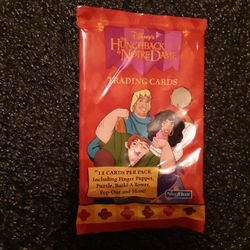 Disney's
THE
HUNCHBACK
OF NOTRE DAME
TRADING CARDS
12 CARDS PER PACK
Including Finger Puppet,
Puzzle, Build-A-Tower,
Pop-Out and More!